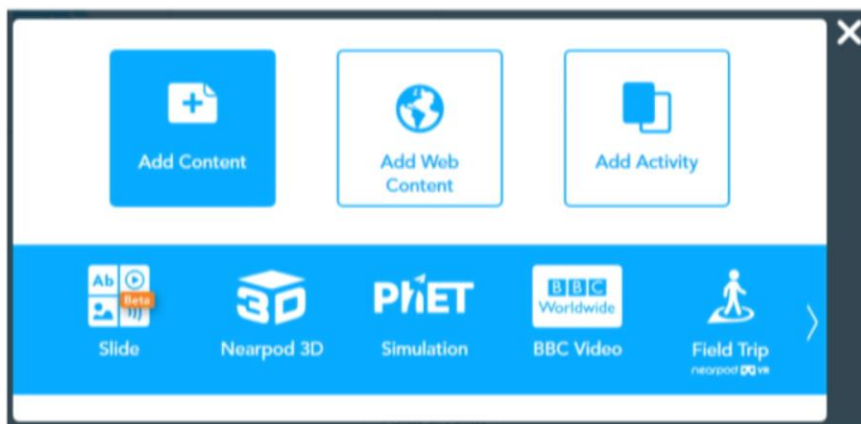 Add Content
Add Web
Content
Add Activity
Ab
Beta
3D
PhET
BBC
Worldwide
Slide
Nearpod 3D
Simulation
BBC Video
Field Trip
nearpod VR